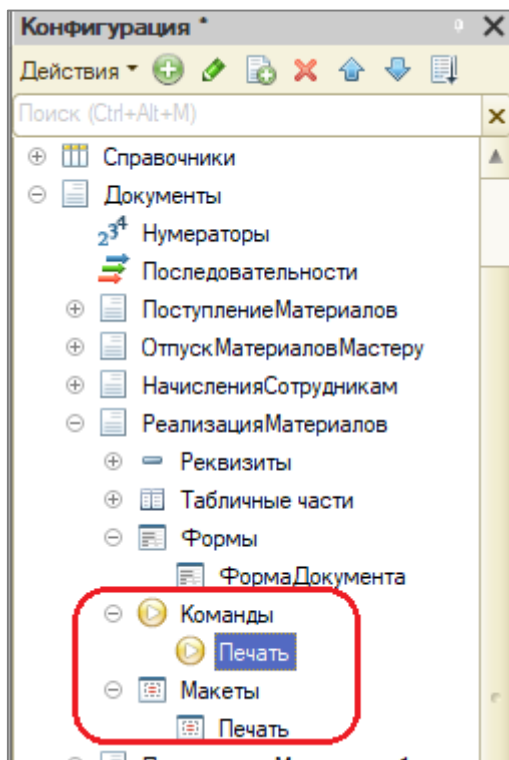 Конфигурация *
Действия
Поиск (Ctrl+Alt+M)
Справочники
Документы
Нумераторы
Последовательности
ПоступлениеМатериалов
ОтпускМатериаловМастеру
НачисленияСотрудникам
РеализацияМатериалов
Реквизиты
Табличные части
Формы
ФормаДокумента
Команды
Печать
Макеты
Печать